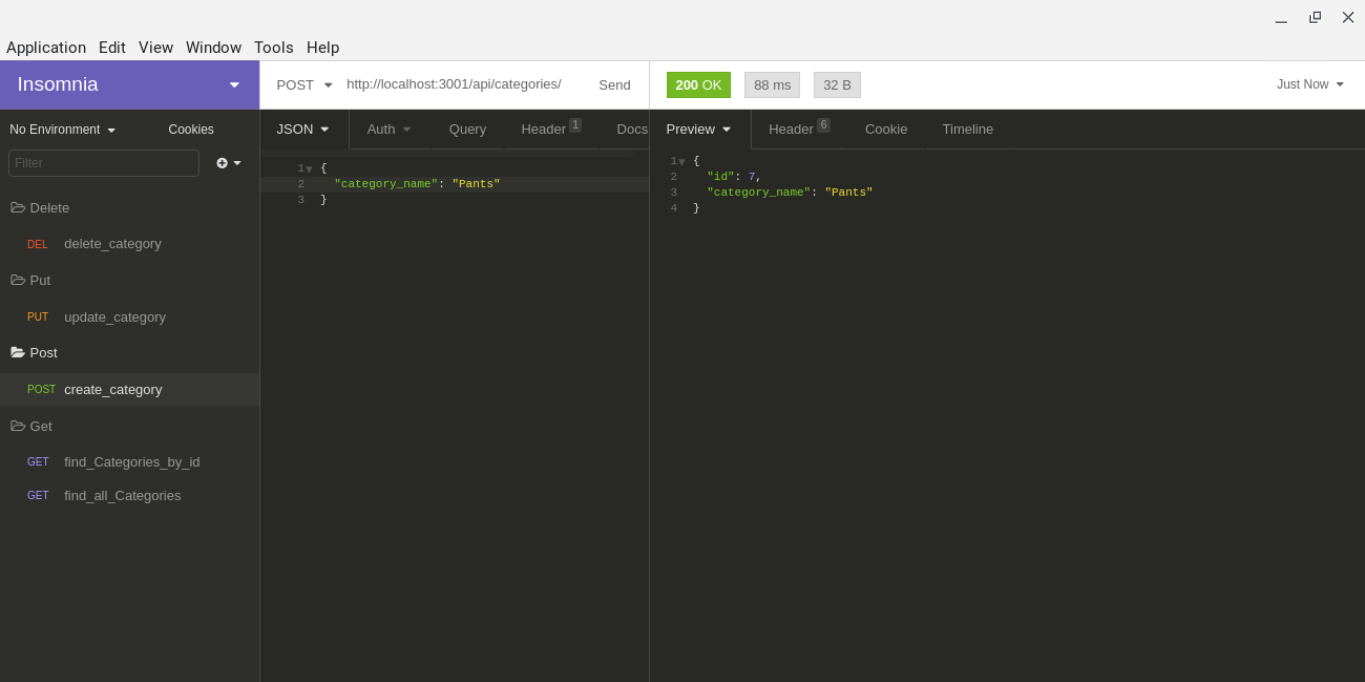 Application Edit View Window Tools Help
Insomnia
POST http://localhost:3001/api/categories/ Send
200 OK 88 ms 32 B Just Now
No Environment Cookies
Filter
Delete
DEL delete_category
Put
PUT update_category
Post
POST create_category
Get
GET find_Categories_by_id
GET find_all_Categories
JSON Auth Query Header 1 Docs
1 {
2 "category_name": "Pants"
3 }
Preview Header 6 Cookie Timeline
1 {
2 "id": 7,
3 "category_name": "Pants"
4 }